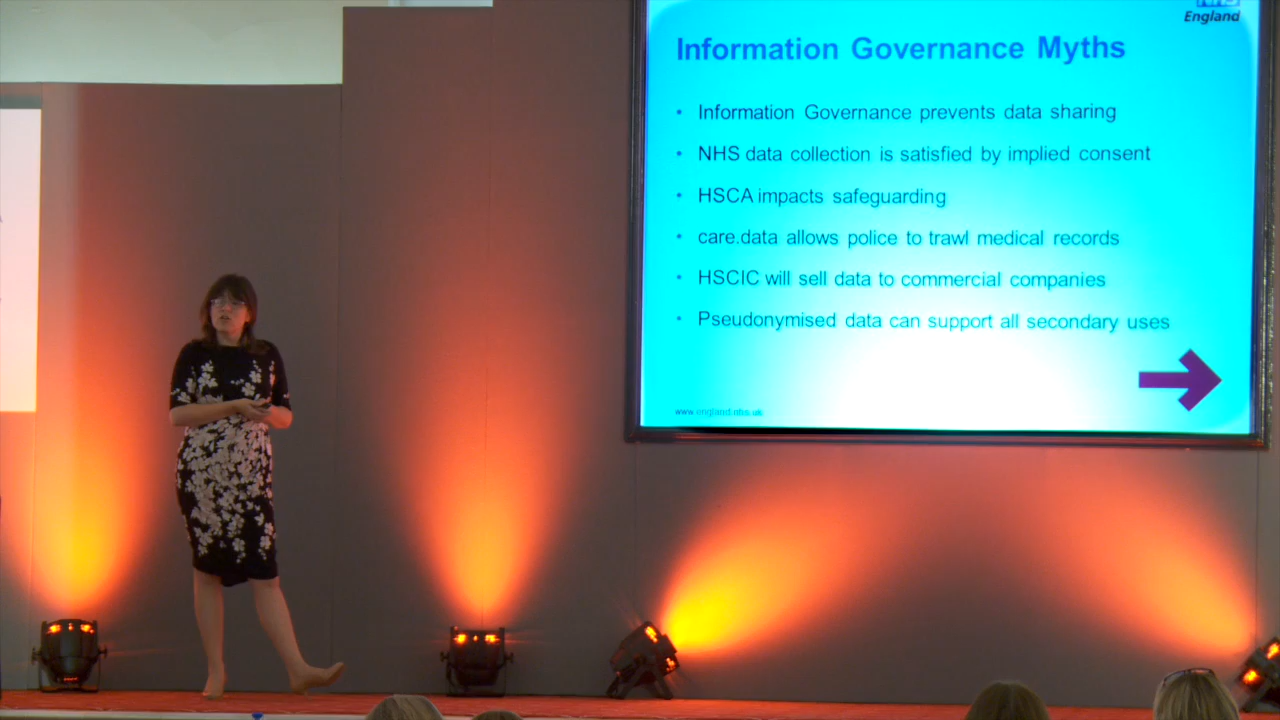 NHS
England
Information Governance Myths
• Information Governance prevents data sharing
• NHS data collection is satisfied by implied consent
• HSCA impacts safeguarding
• care.data allows police to trawl medical records
• HSCIC will sell data to commercial companies
• Pseudonymised data can support all secondary uses
www.england.nhs.uk